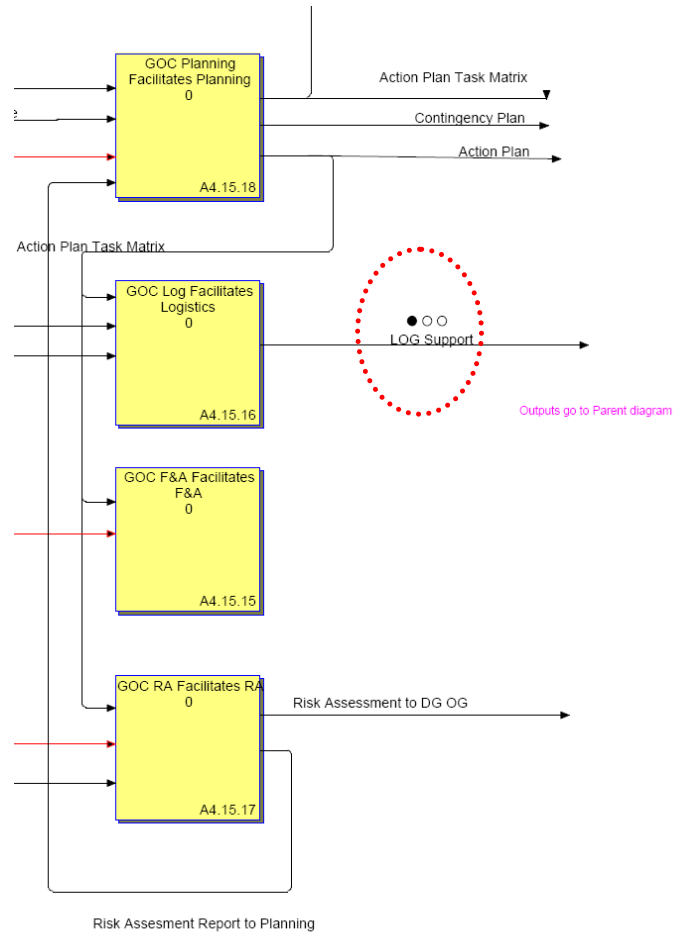 GOC Planning
Facilitates Planning
0
A4.15.18
Action Plan Task Matrix
Contingency Plan
Action Plan
e
Action Plan Task Matrix
GOC Log Facilitates
Logistics
0
A4.15.16
LOG Support
Outputs go to Parent diagram
GOC F&A Facilitates
F&A
0
A4.15.15
GOC RA Facilitates RA
0
A4.15.17
Risk Assessment to DG OG
Risk Assesment Report to Planning